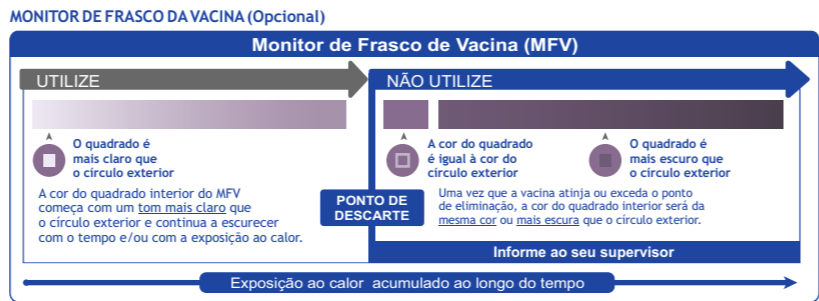 MONITOR DE FRASCO DA VACINA (Opcional)
Monitor de Frasco de Vacina (MFV)
UTILIZE
O quadrado é
mais claro que
o círculo exterior
A cor do quadrado interior do MFV
começa com um tom mais claro que
o círculo exterior e continua a escurecer
com o tempo e/ou com a exposição ao calor.
PONTO DE
DESCARTE
NÃO UTILIZE
A cor do quadrado
é igual à cor do
circulo exterior
O quadrado é
mais escuro que
o círculo exterior
Uma vez que a vacina atinja ou exceda o ponto
de eliminação, a cor do quadrado interior será da
mesma cor ou mais escura que o círculo exterior.
Informe ao seu supervisor
Exposição ao calor acumulado ao longo do tempo